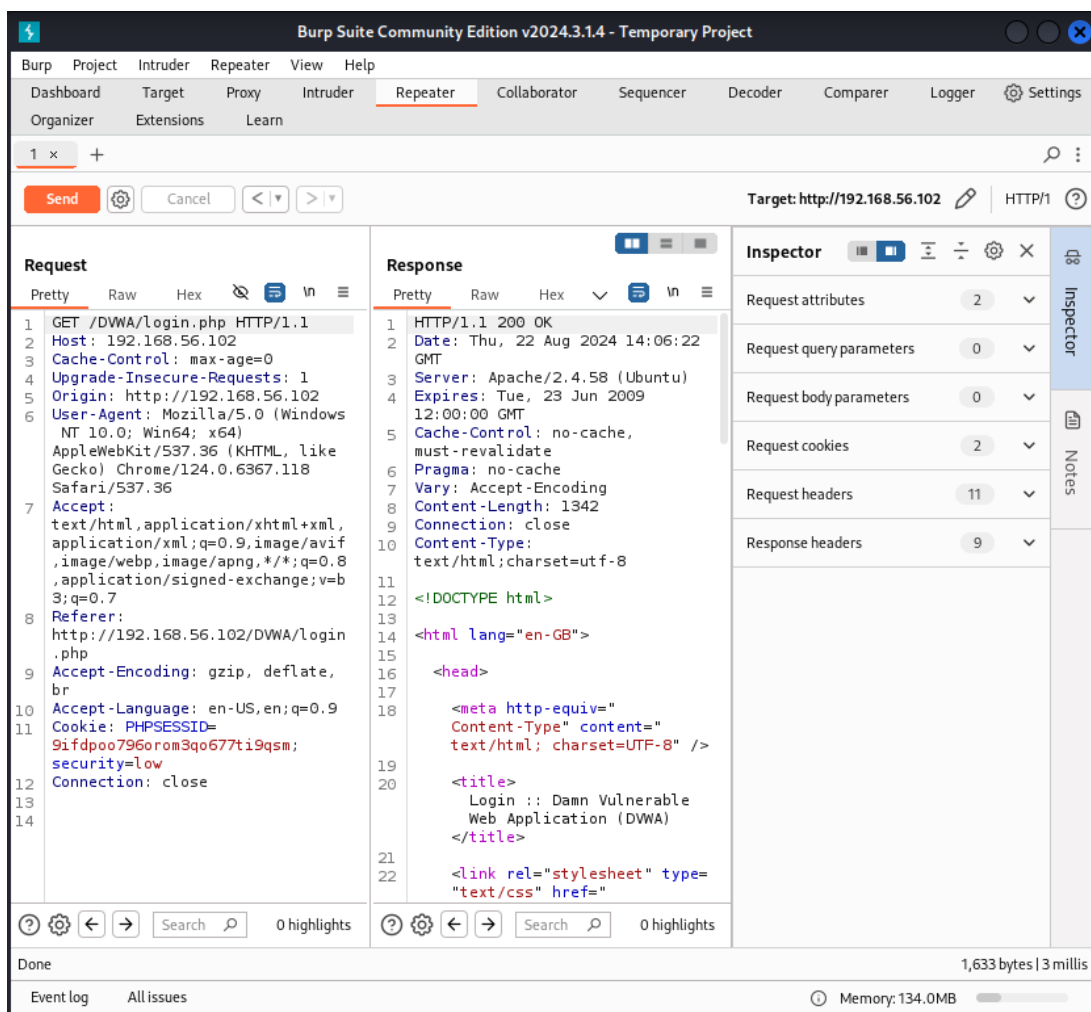 Burp Suite Community Edition v2024.3.1.4 - Temporary Project
Burp Project Intruder Repeater View Help
Dashboard Target Proxy Intruder Repeater Collaborator Sequencer Decoder Comparer Logger Settings
Organizer Extensions Learn
1 × +
Send Cancel < > Target: http://192.168.56.102 HTTP/1 ?
Request
Pretty Raw Hex \n
1 GET /DVWA/login.php HTTP/1.1
2 Host: 192.168.56.102
3 Cache-Control: max-age=0
4 Upgrade-Insecure-Requests: 1
5 Origin: http://192.168.56.102
6 User-Agent: Mozilla/5.0 (Windows
NT 10.0; Win64; x64)
AppleWebKit/537.36 (KHTML, like
Gecko) Chrome/124.0.6367.118
Safari/537.36
7 Accept:
text/html,application/xhtml+xml,
application/xml;q=0.9,image/avif
,image/webp,image/apng,*/*;q=0.8
,application/signed-exchange;v=b
3;q=0.7
8 Referer:
http://192.168.56.102/DVWA/login
.php
9 Accept-Encoding: gzip, deflate,
br
10 Accept-Language: en-US,en;q=0.9
11 Cookie: PHPSESSID=
9ifdpoo796orom3qo677ti9qsm;
security=low
12 Connection: close
13
14
? Search 0 highlights
Response
Pretty Raw Hex \n
1 HTTP/1.1 200 OK
2 Date: Thu, 22 Aug 2024 14:06:22
GMT
3 Server: Apache/2.4.58 (Ubuntu)
4 Expires: Tue, 23 Jun 2009
12:00:00 GMT
5 Cache-Control: no-cache,
must-revalidate
6 Pragma: no-cache
7 Vary: Accept-Encoding
8 Content-Length: 1342
9 Connection: close
10 Content-Type:
text/html;charset=utf-8
11
12 <!DOCTYPE html>
13
14 <html lang="en-GB">
15
16 <head>
17
18 <meta http-equiv="
Content-Type" content="
text/html; charset=UTF-8" />
19
20 <title>
Login :: Damn Vulnerable
Web Application (DVWA)
</title>
21
22 <link rel="stylesheet" type=
"text/css" href="
? Search 0 highlights
Inspector
Request attributes 2
Request query parameters 0
Request body parameters 0
Request cookies 2
Request headers 11
Response headers 9
Inspector
Notes
Done 1,633 bytes | 3 millis
Event log All issues Memory: 134.0MB